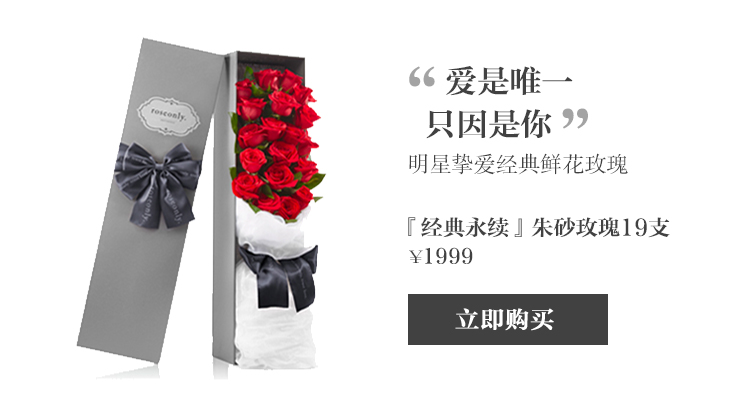 roseonly.
“ 爱是唯一
只因是你 ”
明星挚爱经典鲜花玫瑰
『经典永续』朱砂玫瑰19支
¥1999
立即购买